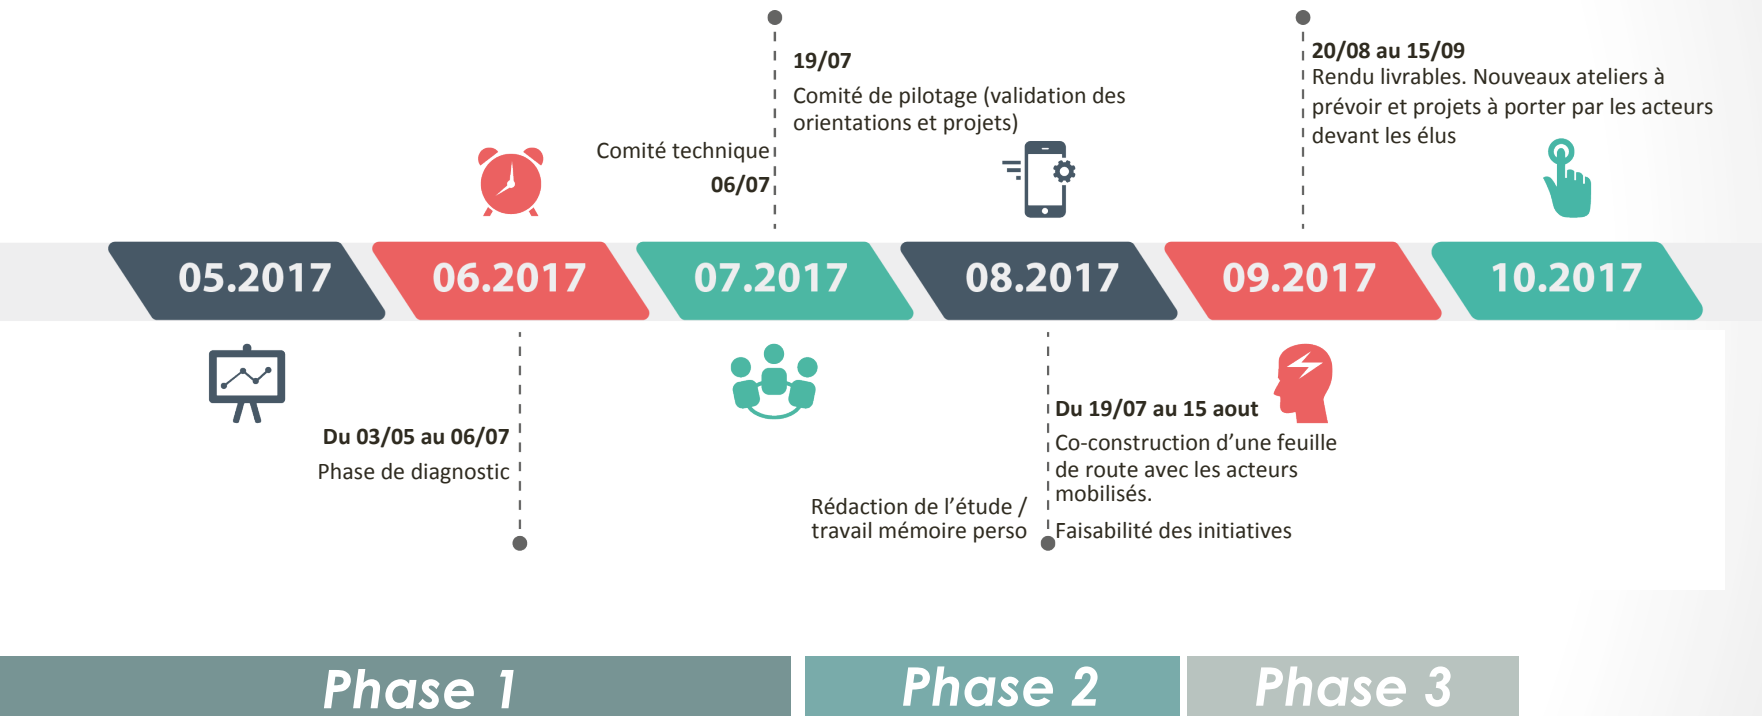 19/07
Comité de pilotage (validation des
orientations et projets)
Comité technique
06/07
20/08 au 15/09
Rendu livrables. Nouveaux ateliers à
prévoir et projets à porter par les acteurs
devant les élus
05.2017
06.2017
07.2017
08.2017
09.2017
10.2017
Du 03/05 au 06/07
Phase de diagnostic
Rédaction de l’étude /
travail mémoire perso
Du 19/07 au 15 aout
Co-construction d’une feuille
de route avec les acteurs
mobilisés.
Faisabilité des initiatives
Phase 1
Phase 2
Phase 3